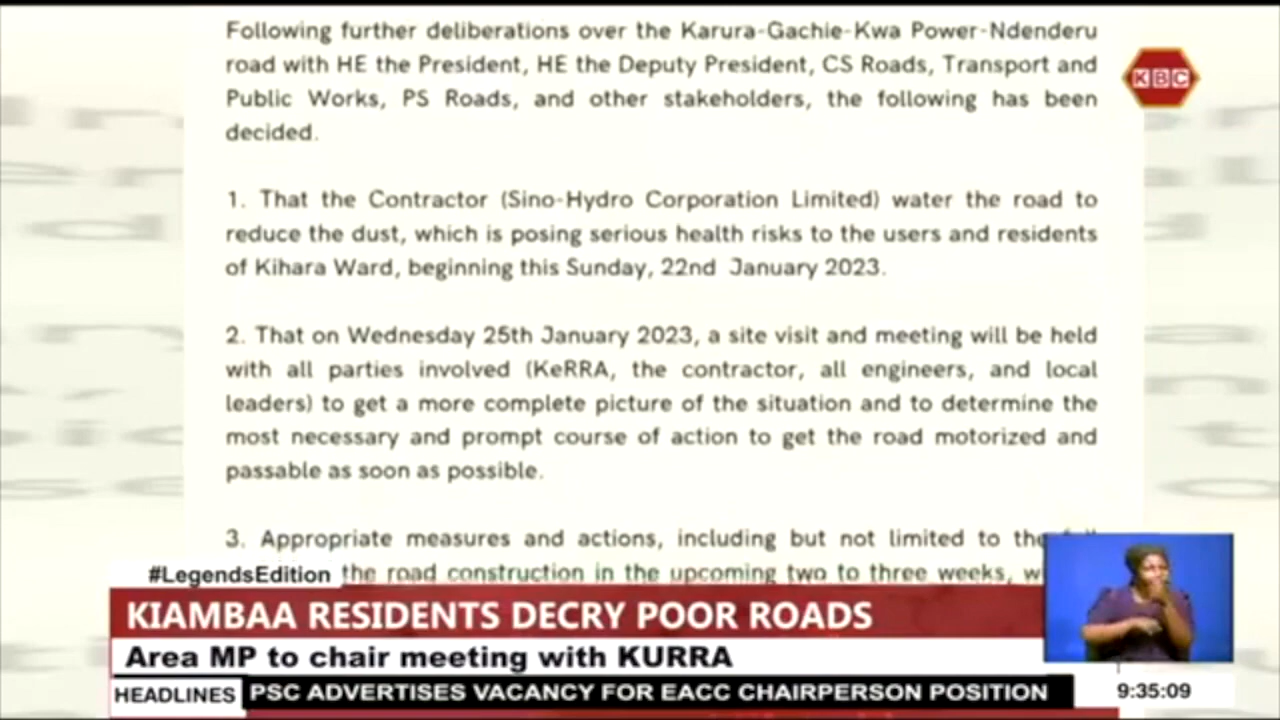 Following further deliberations over the Karura-Gachie-Kwa Power-Ndenderu
road with HE the President, HE the Deputy President, CS Roads, Transport and
Public Works, PS Roads, and other stakeholders, the following has been
decided.
KBC
1. That the Contractor (Sino-Hydro Corporation Limited) water the road to
reduce the dust, which is posing serious health risks to the users and residents
of Kihara Ward, beginning this Sunday, 22nd January 2023.
2. That on Wednesday 25th January 2023, a site visit and meeting will be held
with all parties involved (KeRRA, the contractor, all engineers, and local
leaders) to get a more complete picture of the situation and to determine the
most necessary and prompt course of action to get the road motorized and
passable as soon as possible.
3. Appropriate measures and actions, including but not limited to the
the road construction in the upcoming two to three weeks,
#LegendsEdition
KIAMBAA RESIDENTS DECRY POOR ROADS
Area MP to chair meeting with KURRA
HEADLINES PSC ADVERTISES VACANCY FOR EACC CHAIRPERSON POSITION 9:35:09